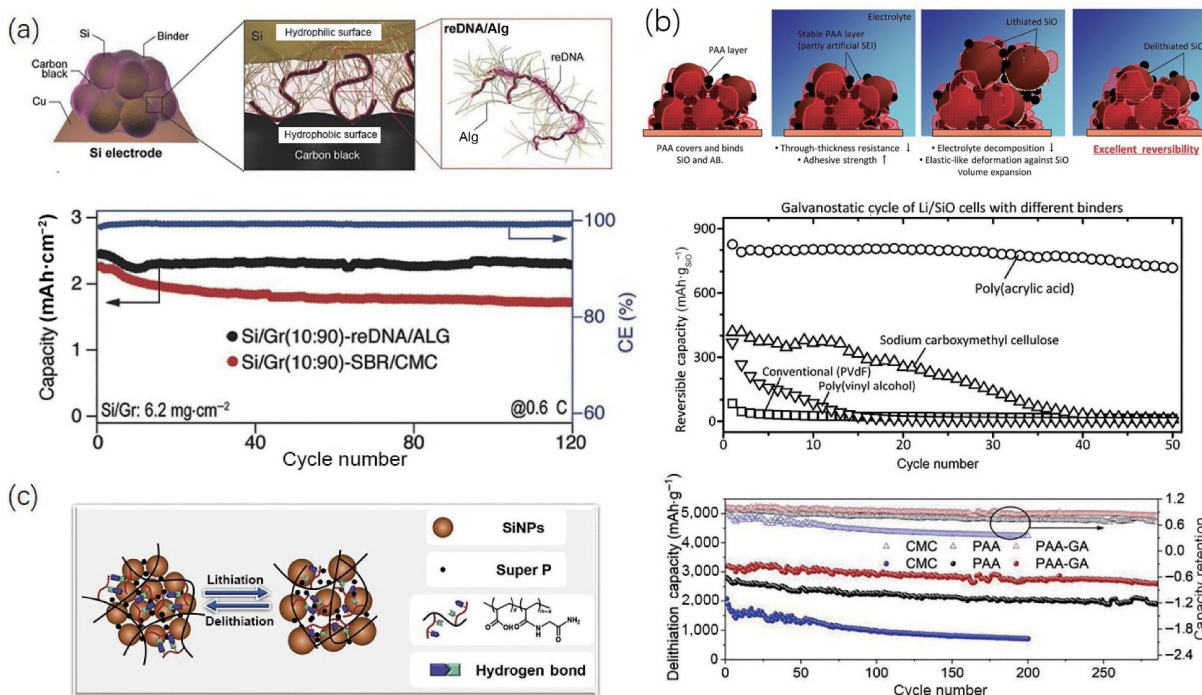 (a)
Si
Binder
Carbon
black
Cu
Si electrode
Si
Hydrophilic surface
Hydrophobic surface
Carbon black
reDNA/Alg
reDNA
Alg
3
2
1
0
Capacity (mAh·cm−2)
100
80
60
CE (%)
Si/Gr(10:90)-reDNA/ALG
Si/Gr(10:90)-SBR/CMC
Si/Gr: 6.2 mg·cm−2
@0.6 C
0 40 80 120
Cycle number
(b)
PAA layer
PAA covers and binds
SiO and AB.
Electrolyte
Stable PAA layer
(partly artificial SEI)
• Through-thickness resistance ↓
• Adhesive strength ↑
Lithiated SiO
• Electrolyte decomposition ↓
• Elastic-like deformation against SiO
Volume expansion
Delithiated SiO
Excellent reversibility
Galvanostatic cycle of Li/SiO cells with different binders
900
600
300
0
Reversible capacity (mAh·gSiO−1)
Poly(acrylic acid)
Sodium carboxymethyl cellulose
Conventional (PVdF)
Poly(vinyl alcohol)
0 10 20 30 40 50
Cycle number
(c)
Lithiation
Delithiation
SiNPs
Super P
n
m-n
O OH O N H O NH2
Hydrogen bond
5,000
4,000
3,000
2,000
1,000
0
Delithiation capacity (mAh·g−1)
1.2
0.6
0.0
−0.6
−1.2
−1.8
−2.4
Capacity retention
CMC PAA PAA-GA
CMC PAA PAA-GA
0 50 100 150 200 250
Cycle number